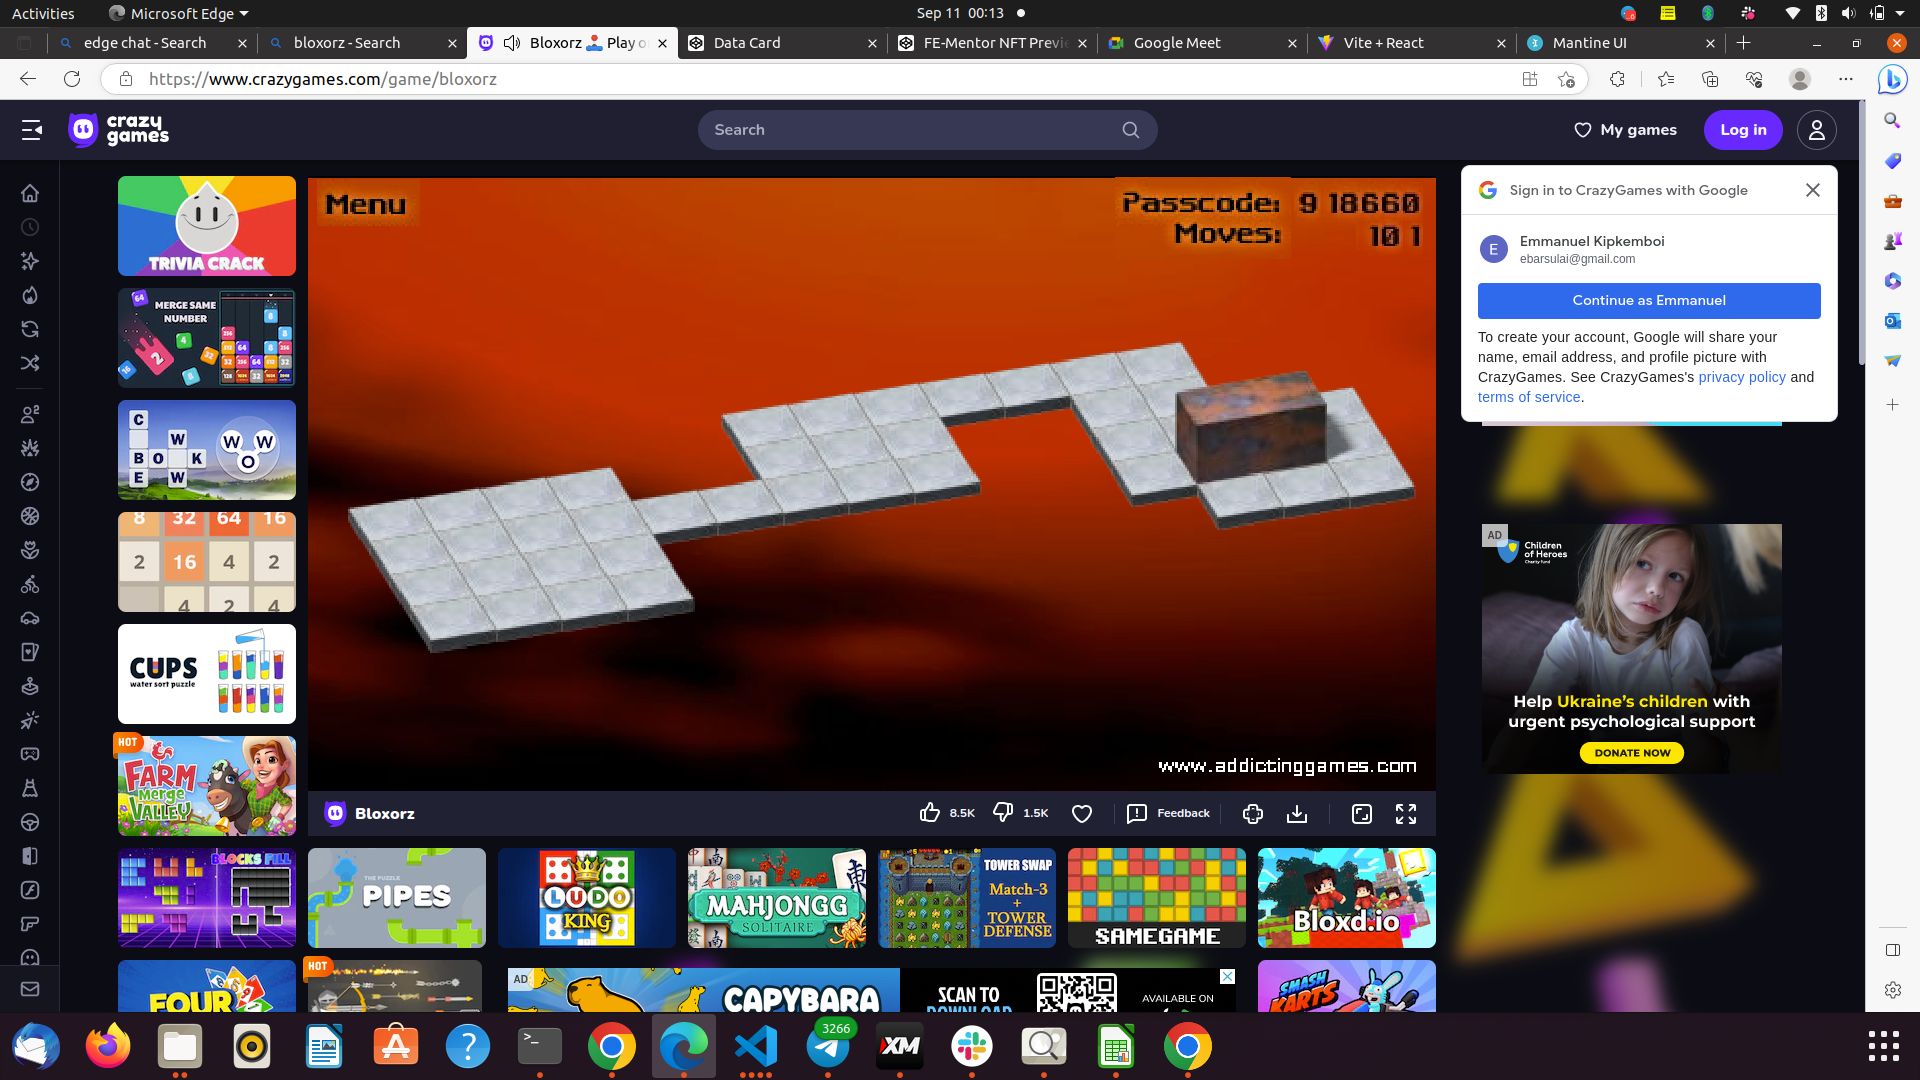 Activities
Microsoft Edge
Sep 11 00:13
edge chat - Search
bloxorz - Search
Bloxorz 🕹️ Play o
Data Card
FE-Mentor NFT Previe
Google Meet
Vite + React
Mantine UI
https://www.crazygames.com/game/bloxorz
crazy
games
Search
My games
Log in
Sign in to CrazyGames with Google
E
Emmanuel Kipkemboi
ebarsulai@gmail.com
Continue as Emmanuel
To create your account, Google will share your
name, email address, and profile picture with
CrazyGames. See CrazyGames's privacy policy and
terms of service.
Menu
Passcode: 918660
Moves: 101
www.addictinggames.com
TRIVIA CRACK
MERGE SAME
NUMBER
C
W
B O K
E W
W W
O
8 32 64 16
2 16 4 2
4 2 4
CUPS
water sort puzzle
HOT
FARM
Merge
VALLEY
Bloxorz
8.5K
1.5K
Feedback
AD
Children
of Heroes
Charity fund
Help Ukraine's children with
urgent psychological support
DONATE NOW
BLOCKS FILL
THE PUZZLE
PIPES
LUDO
KING
MAHJONGG
SOLITAIRE
TOWER SWAP
Match-3
+
TOWER
DEFENSE
SAMEGAME
Bloxd.io
FOUR
HOT
AD
CAPYBARA
SCAN TO
DOWNLOAD
AVAILABLE ON
SMASH
KARTS
3266
XM